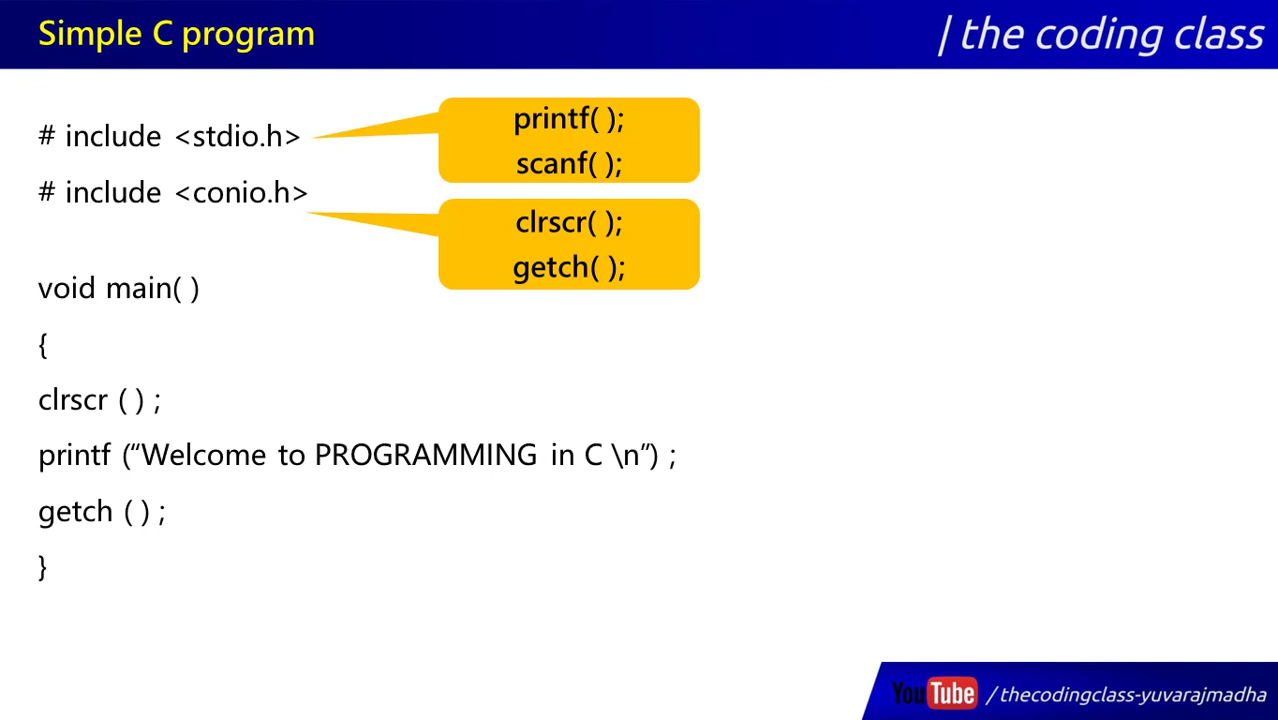 Simple C program
| the coding class
# include <stdio.h>
printf( );
scanf( );
# include <conio.h>
clrscr( );
getch( );
void main( )
{
clrscr ( ) ;
printf (“Welcome to PROGRAMMING in C \n”) ;
getch ( ) ;
}
YouTube / thecodingclass-yuvarajmadha